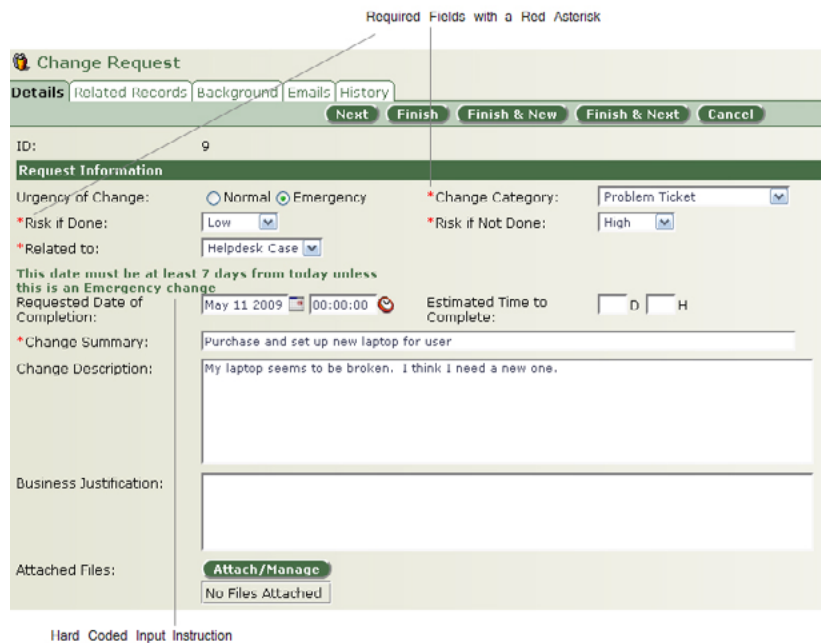 Required Fields with a Red Asterisk
Change Request
Details Related Records Background Emails History
Next Finish Finish & New Finish & Next Cancel
ID: 9
Request Information
Urgency of Change: Normal Emergency *Change Category: Problem Ticket
*Risk if Done: Low *Risk if Not Done: High
*Related to: Helpdesk Case
This date must be at least 7 days from today unless
this is an Emergency change
Requested Date of May 11 2009 00:00:00 Estimated Time to D H
Completion: Complete:
*Change Summary: Purchase and set up new laptop for user
Change Description: My laptop seems to be broken. I think I need a new one.
Business Justification:
Attached Files: Attach/Manage
No Files Attached
Hard Coded Input Instruction